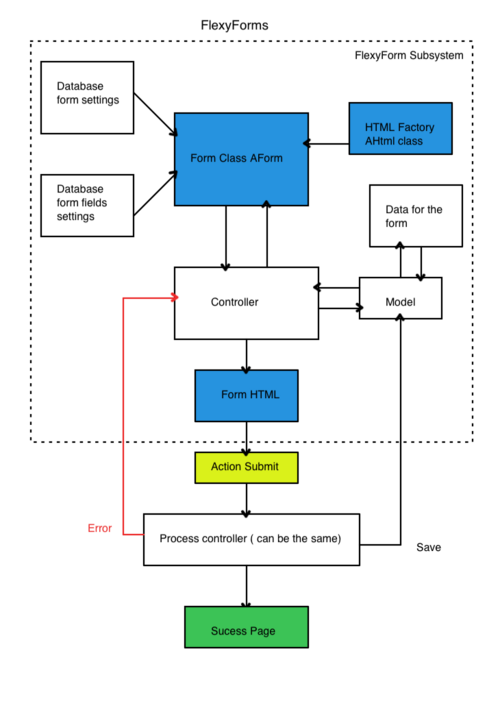 FlexyForms
FlexyForm Subsystem
Database
form settings
HTML Factory
AHtml class
Form Class AForm
Database
form fields
settings
Data for the
form
Controller
Model
Form HTML
Action Submit
Error
Process controller ( can be the same)
Save
Sucess Page